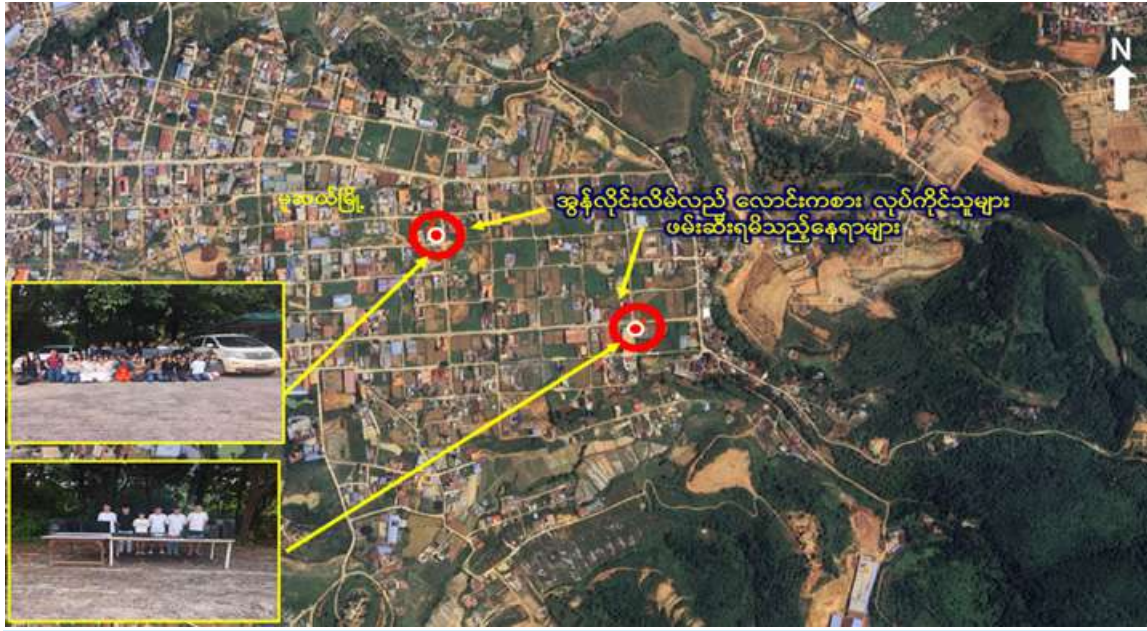 N
မူဆယ်မြို့
အွန်လိုင်းလိမ်လည် လောင်းကစား လုပ်ကိုင်သူများ
ဖမ်းဆီးရမိသည့်နေရာများ